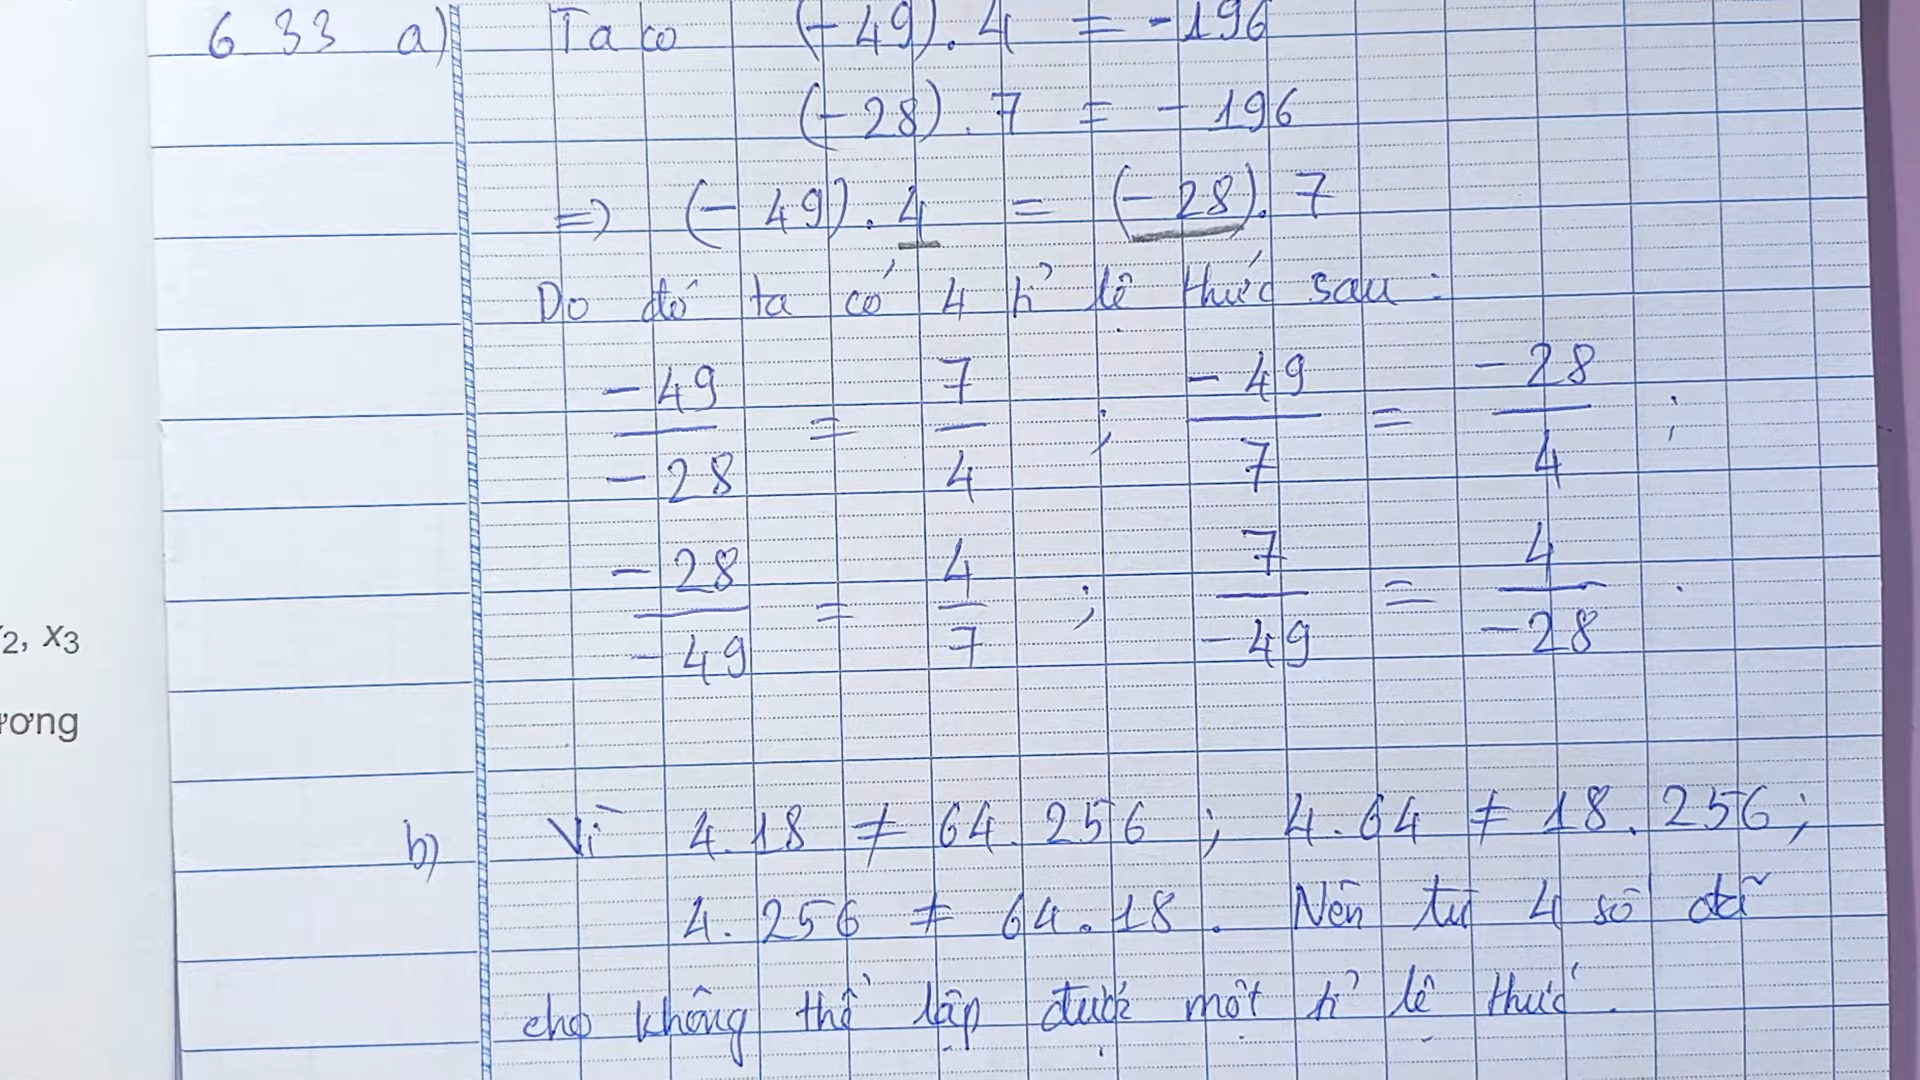 6 33 a) Ta có (-49).4 = -196
(-28).7 = -196
=> (-49).4 = (-28).7
Do đó ta có 4 tỉ lệ thức sau:
-49/-28 = 7/4 ; -49/7 = -28/4 ;
-28/-49 = 4/7 ; 7/-49 = 4/-28 .
x3
ương
b) Vì 4.18 ≠ 64.256 ; 4.64 ≠ 18.256;
4.256 ≠ 64.18 . Nên từ 4 số đã
cho không thể lập được một tỉ lệ thức .